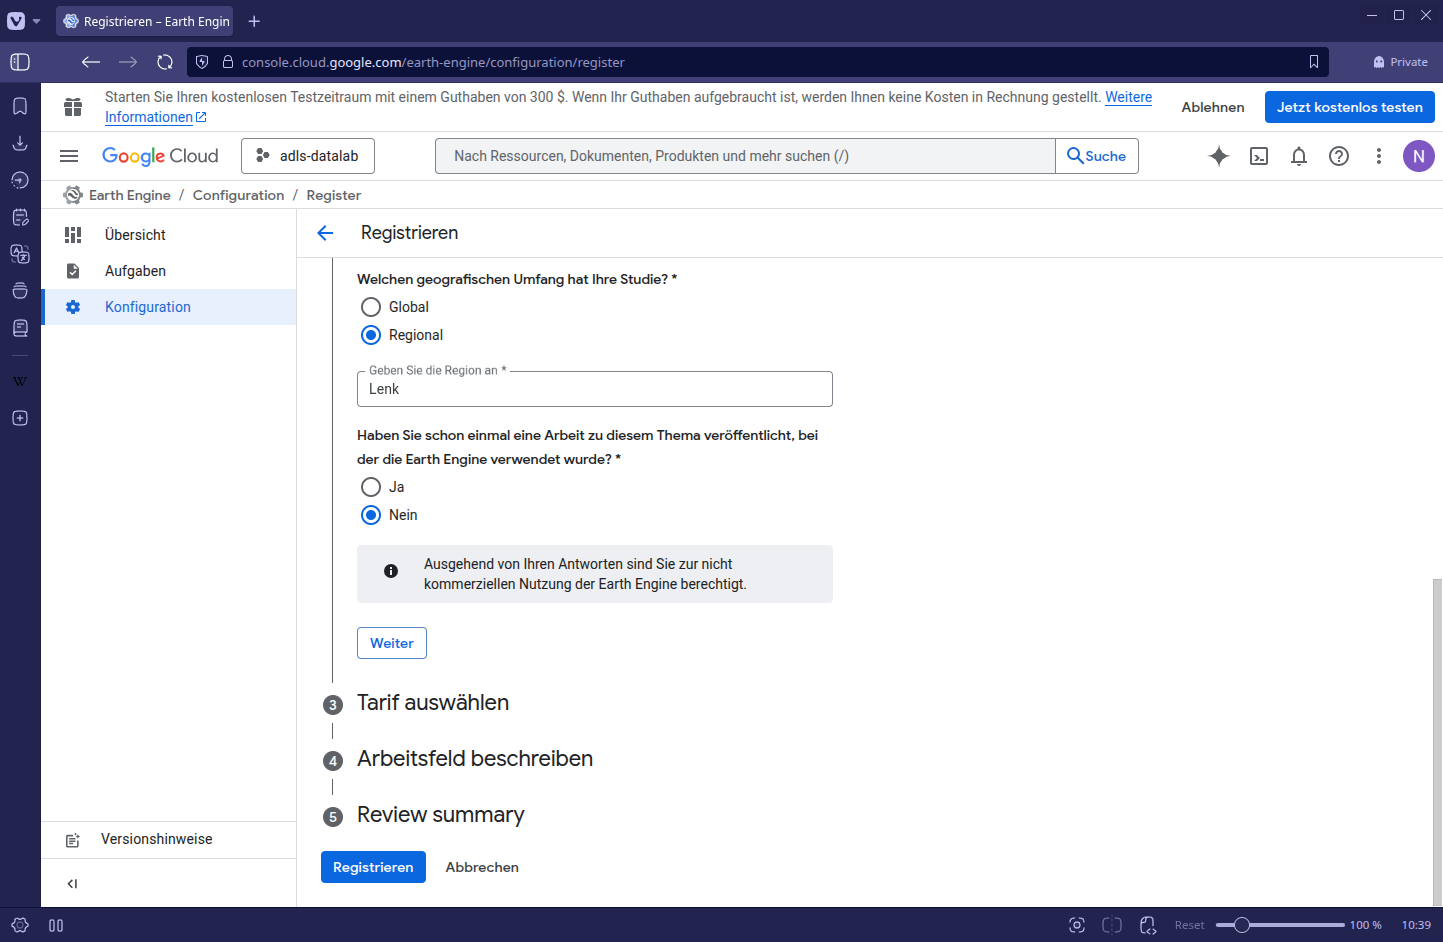 Registrieren – Earth Engin
console.cloud.google.com/earth-engine/configuration/register
Private
Starten Sie Ihren kostenlosen Testzeitraum mit einem Guthaben von 300 $. Wenn Ihr Guthaben aufgebraucht ist, werden Ihnen keine Kosten in Rechnung gestellt. Weitere
Informationen
Ablehnen
Jetzt kostenlos testen
Google Cloud
adls-datalab
Nach Ressourcen, Dokumenten, Produkten und mehr suchen (/)
Suche
N
Earth Engine / Configuration / Register
Übersicht
Aufgaben
Konfiguration
Versionshinweise
Registrieren
Welchen geografischen Umfang hat Ihre Studie? *
Global
Regional
Geben Sie die Region an *
Lenk
Haben Sie schon einmal eine Arbeit zu diesem Thema veröffentlicht, bei
der die Earth Engine verwendet wurde? *
Ja
Nein
Ausgehend von Ihren Antworten sind Sie zur nicht
kommerziellen Nutzung der Earth Engine berechtigt.
Weiter
3 Tarif auswählen
4 Arbeitsfeld beschreiben
5 Review summary
Registrieren
Abbrechen
W
Reset
100 %
10:39